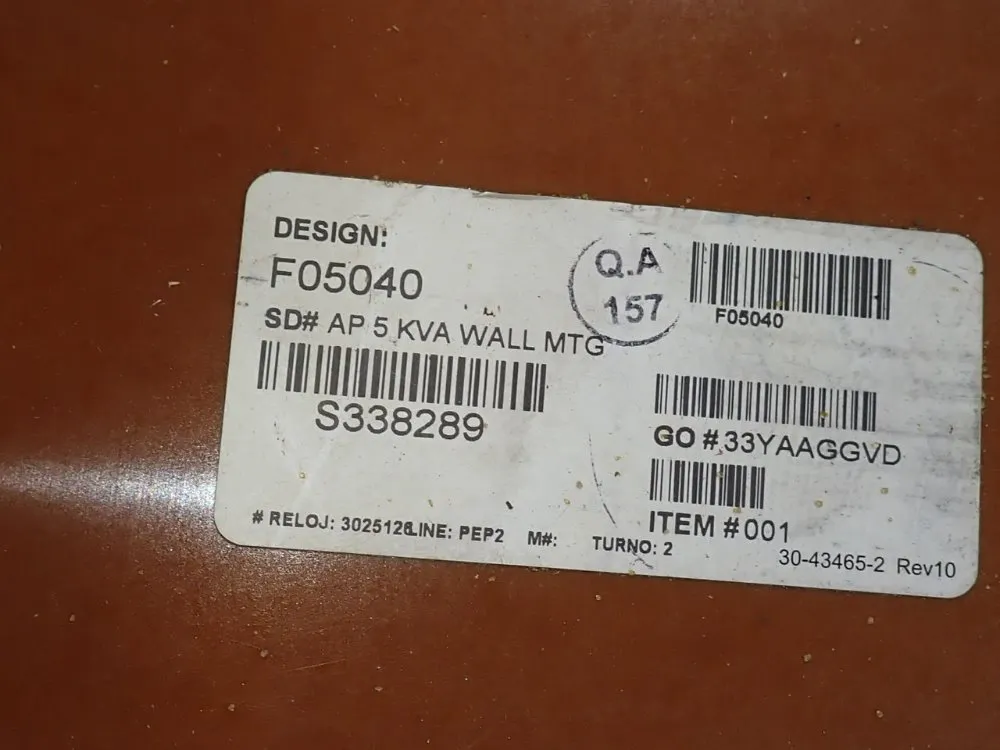 DESIGN:
F05040
SD# AP 5 KVA WALL MTG
S338289
Q.A
157
F05040
GO #.33YAAGGVD
ITEM #001
# RELOJ: 3025126LINE: PEP2 M#: TURNO: 2
30-43465-2 Rev10